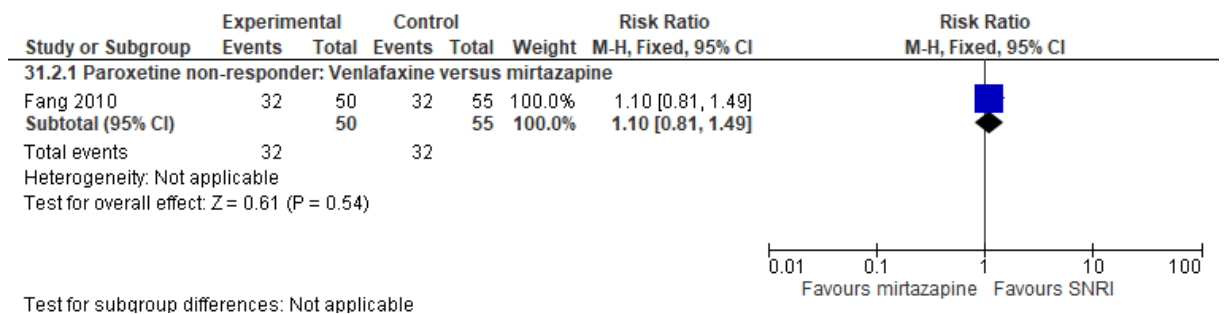 Experimental Control Risk Ratio Risk Ratio
Study or Subgroup Events Total Events Total Weight M-H, Fixed, 95% CI M-H, Fixed, 95% CI
31.2.1 Paroxetine non-responder: Venlafaxine versus mirtazapine
Fang 2010 32 50 32 55 100.0% 1.10 [0.81, 1.49]
Subtotal (95% CI) 50 55 100.0% 1.10 [0.81, 1.49]
Total events 32 32
Heterogeneity: Not applicable
Test for overall effect: Z = 0.61 (P = 0.54)
0.01 0.1 1 10 100
Favours mirtazapine Favours SNRI
Test for subgroup differences: Not applicable